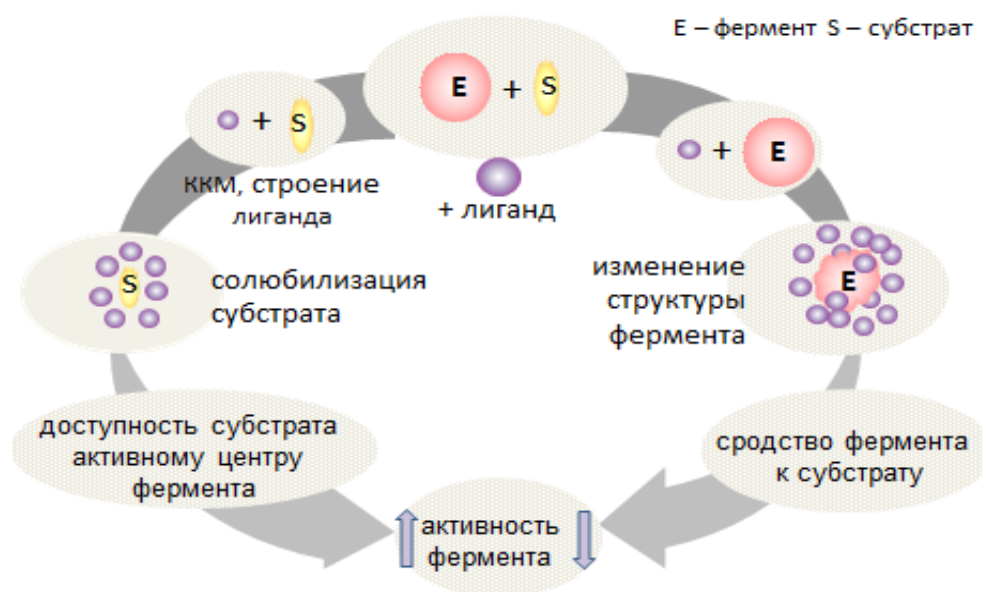 E – фермент S – субстрат
E + S
+ S
+ E
ККМ, строение
лиганда
+ лиганд
S
солюбилизация
субстрата
изменение
структуры
фермента
E
доступность субстрата
активному центру
фермента
сродство фермента
к субстрату
активность
фермента